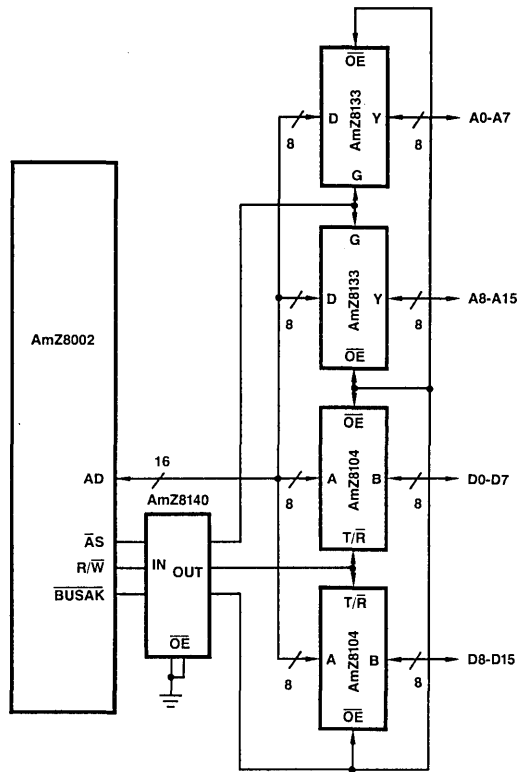 OE
AmZ8133
D
Y
A0-A7
8
8
G
G
AmZ8133
D
Y
A8-A15
8
8
OE
AmZ8002
OE
AmZ8104
16
AD
A
B
D0-D7
8
8
AmZ8140
AS
IN
OUT
T/R
R/W
BUSAK
T/R
OE
AmZ8104
A
B
D8-D15
8
8
OE